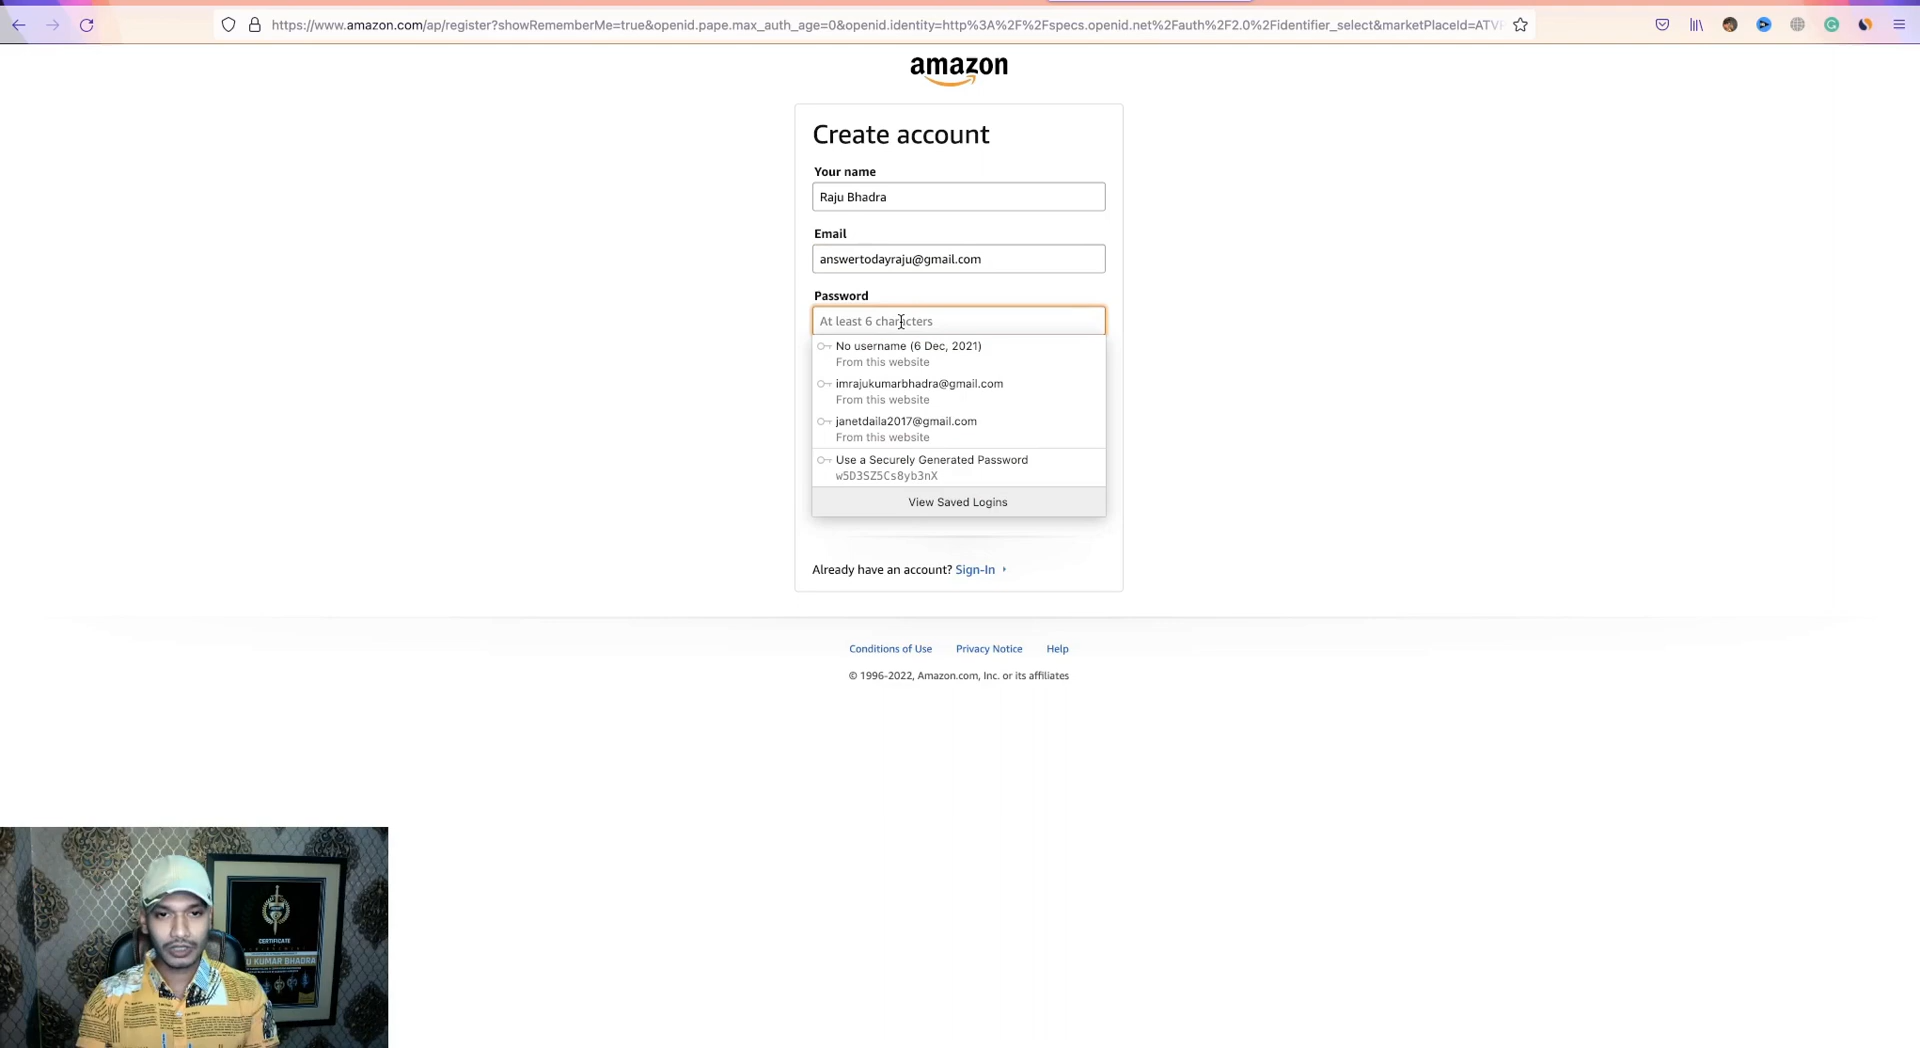 https://www.amazon.com/ap/register?showRememberMe=true&openid.pape.max_auth_age=0&openid.identity=http%3A%2F%2Fspecs.openid.net%2Fauth%2F2.0%2Fidentifier_select&marketPlaceId=ATV
amazon
Create account
Your name
Raju Bhadra
Email
answertodayraju@gmail.com
Password
At least 6 characters
No username (6 Dec, 2021)
From this website
imrajukumarbhadra@gmail.com
From this website
janetdaila2017@gmail.com
From this website
Use a Securely Generated Password
w5D3SZ5Cs8yb3nX
View Saved Logins
Already have an account? Sign-In
Conditions of Use Privacy Notice Help
© 1996-2022, Amazon.com, Inc. or its affiliates
CERTIFICATE
U KUMAR BHADRA